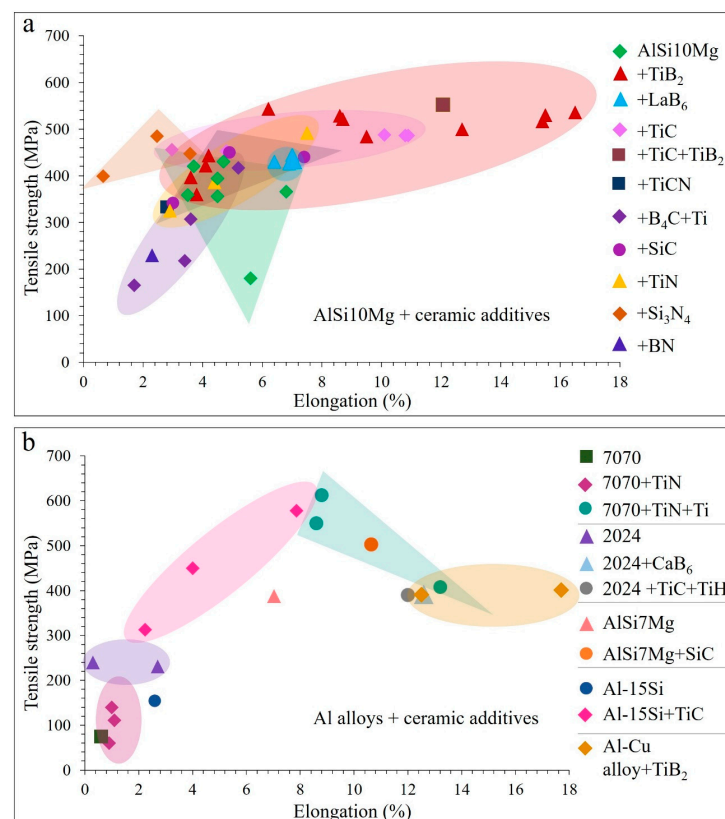 a
700
600
500
400
300
200
100
0
Tensile strength (MPa)
0 2 4 6 8 10 12 14 16 18
Elongation (%)
AlSi10Mg + ceramic additives
AlSi10Mg
+TiB₂
+LaB₆
+TiC
+TiC+TiB₂
+TiCN
+B₄C+Ti
+SiC
+TiN
+Si₃N₄
+BN
b
700
600
500
400
300
200
100
0
Tensile strength (MPa)
0 2 4 6 8 10 12 14 16 18
Elongation (%)
Al alloys + ceramic additives
7070
7070+TiN
7070+TiN+Ti
2024
2024+CaB₆
2024 +TiC+TiH
AlSi7Mg
AlSi7Mg+SiC
Al-15Si
Al-15Si+TiC
Al-Cu
alloy+TiB₂